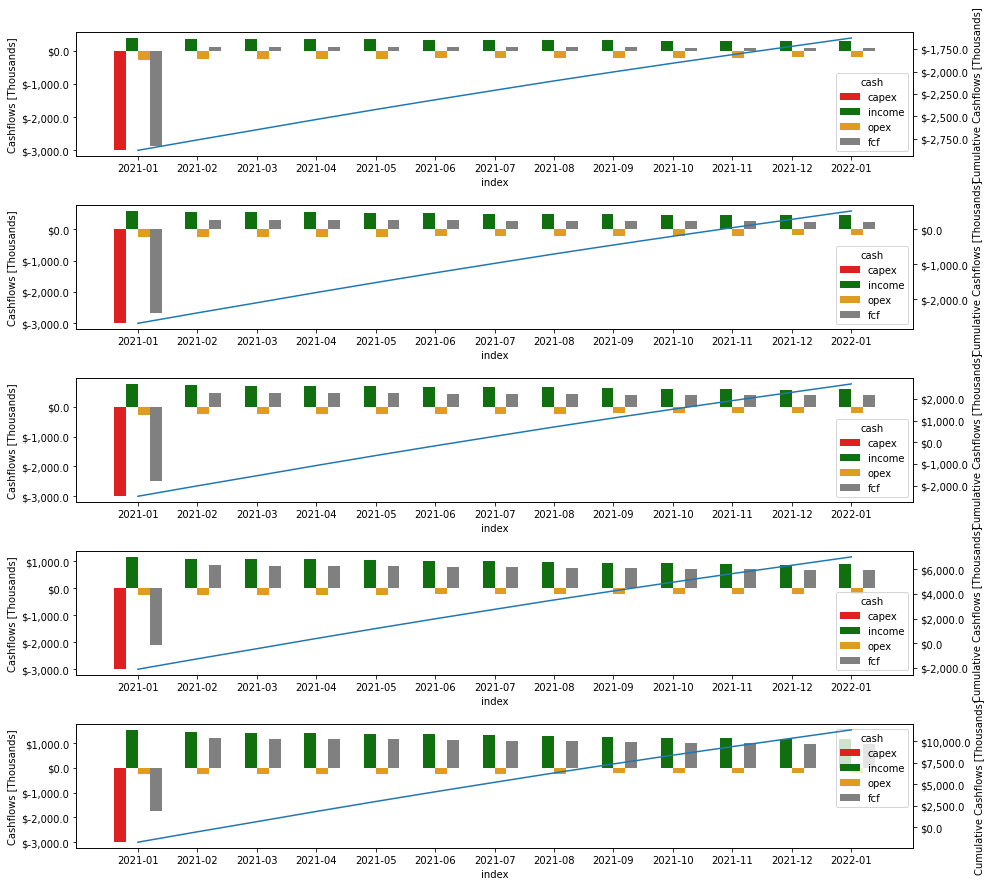 Cashflows [Thousands]
$0.0
$-1,000.0
$-2,000.0
$-3,000.0
cash
capex
income
opex
fcf
$-1,750.0
$-2,000.0
$-2,250.0
$-2,500.0
$-2,750.0
Cumulative Cashflows [Thousands]
2021-01 2021-02 2021-03 2021-04 2021-05 2021-06 2021-07 2021-08 2021-09 2021-10 2021-11 2021-12 2022-01
index
Cashflows [Thousands]
$0.0
$-1,000.0
$-2,000.0
$-3,000.0
cash
capex
income
opex
fcf
$0.0
$-1,000.0
$-2,000.0
Cumulative Cashflows [Thousands]
2021-01 2021-02 2021-03 2021-04 2021-05 2021-06 2021-07 2021-08 2021-09 2021-10 2021-11 2021-12 2022-01
index
Cashflows [Thousands]
$0.0
$-1,000.0
$-2,000.0
$-3,000.0
cash
capex
income
opex
fcf
$2,000.0
$1,000.0
$0.0
$-1,000.0
$-2,000.0
Cumulative Cashflows [Thousands]
2021-01 2021-02 2021-03 2021-04 2021-05 2021-06 2021-07 2021-08 2021-09 2021-10 2021-11 2021-12 2022-01
index
Cashflows [Thousands]
$1,000.0
$0.0
$-1,000.0
$-2,000.0
$-3,000.0
cash
capex
income
opex
fcf
$6,000.0
$4,000.0
$2,000.0
$0.0
$-2,000.0
Cumulative Cashflows [Thousands]
2021-01 2021-02 2021-03 2021-04 2021-05 2021-06 2021-07 2021-08 2021-09 2021-10 2021-11 2021-12 2022-01
index
Cashflows [Thousands]
$1,000.0
$0.0
$-1,000.0
$-2,000.0
$-3,000.0
cash
capex
income
opex
fcf
$10,000.0
$7,500.0
$5,000.0
$2,500.0
$0.0
Cumulative Cashflows [Thousands]
2021-01 2021-02 2021-03 2021-04 2021-05 2021-06 2021-07 2021-08 2021-09 2021-10 2021-11 2021-12 2022-01
index